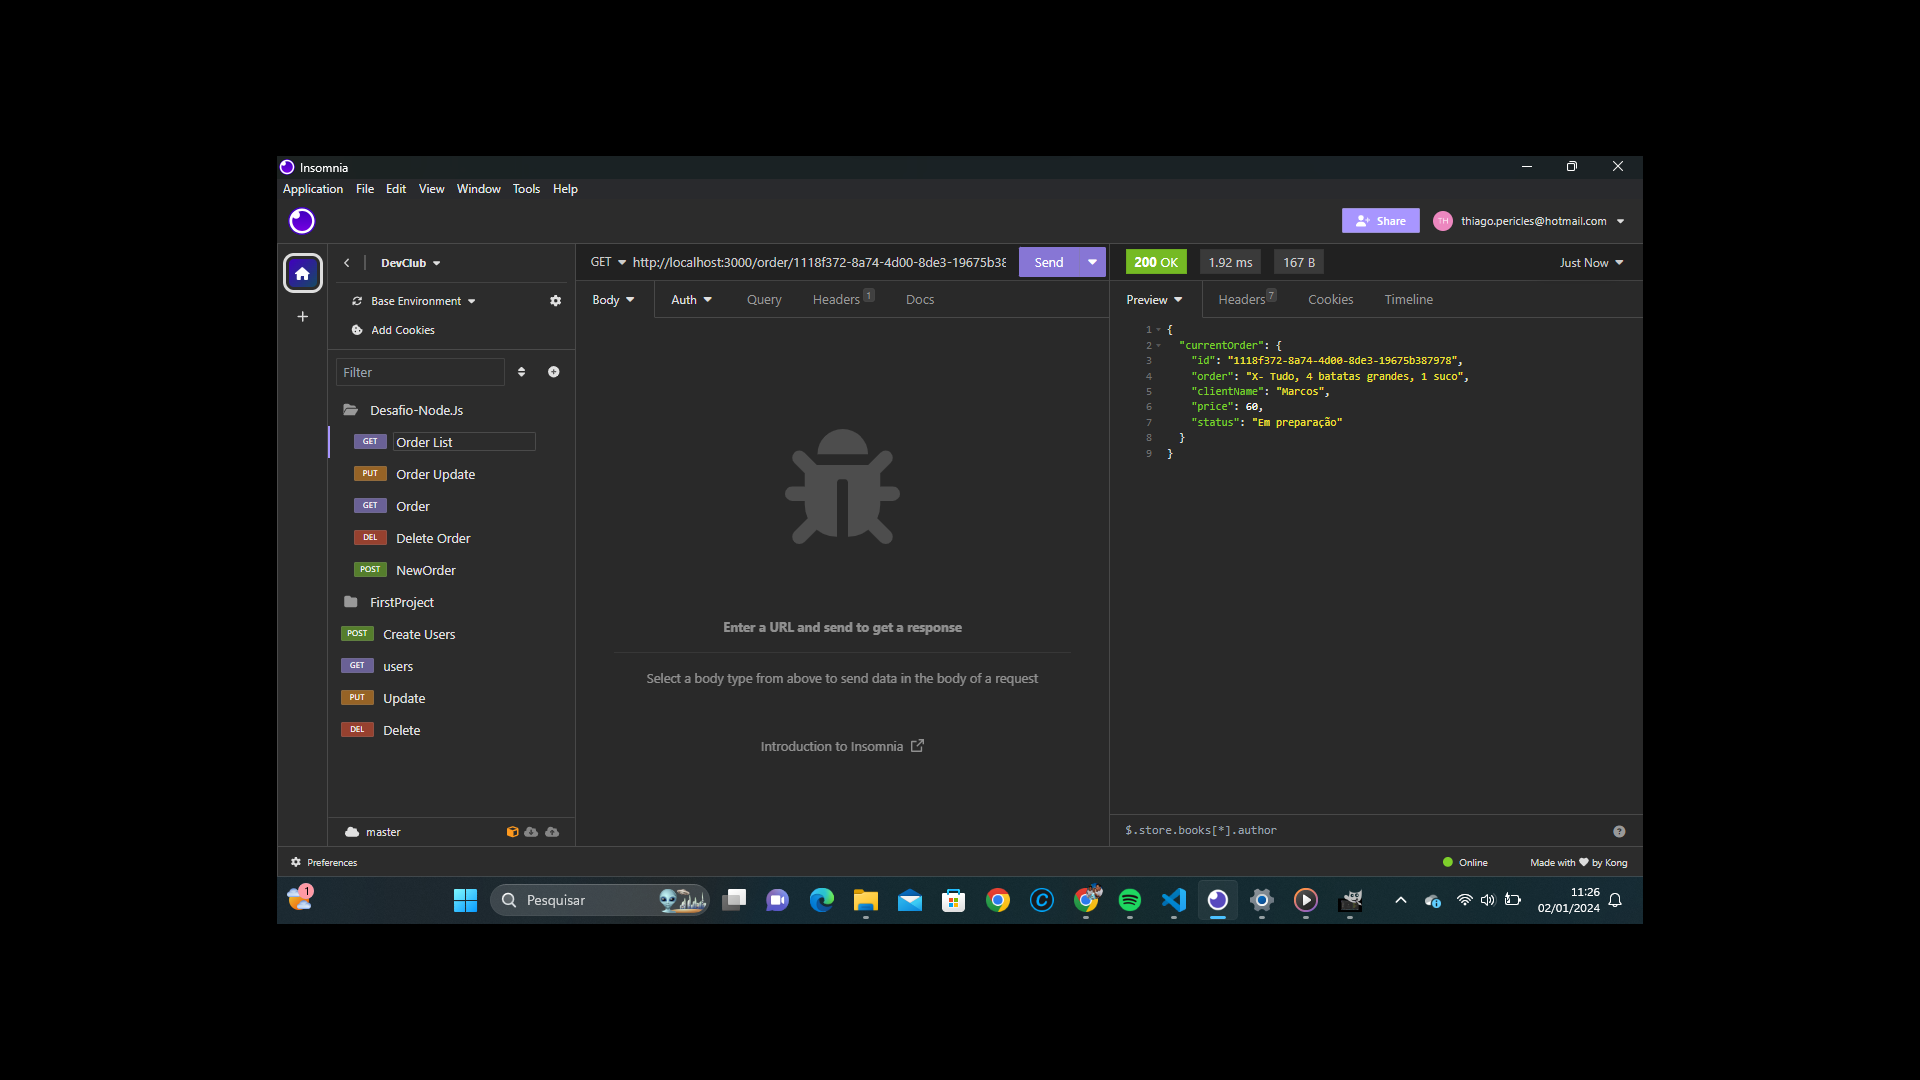 Insomnia
Application File Edit View Window Tools Help
Share
TH
thiago.pericles@hotmail.com
DevClub
GET http://localhost:3000/order/1118f372-8a74-4d00-8de3-19675b38
Send
200 OK
1.92 ms
167 B
Just Now
Base Environment
Add Cookies
Body Auth Query Headers 1 Docs
Preview Headers 7 Cookies Timeline
Filter
Desafio-Node.Js
GET Order List
PUT Order Update
GET Order
DEL Delete Order
POST NewOrder
FirstProject
POST Create Users
GET users
PUT Update
DEL Delete
master
Enter a URL and send to get a response
Select a body type from above to send data in the body of a request
Introduction to Insomnia
1 {
2 "currentOrder": {
3 "id": "1118f372-8a74-4d00-8de3-19675b387978",
4 "order": "X- Tudo, 4 batatas grandes, 1 suco",
5 "clientName": "Marcos",
6 "price": 60,
7 "status": "Em preparação"
8 }
9 }
$.store.books[*].author
Preferences
Online
Made with ❤ by Kong
1
Pesquisar
11:26
02/01/2024